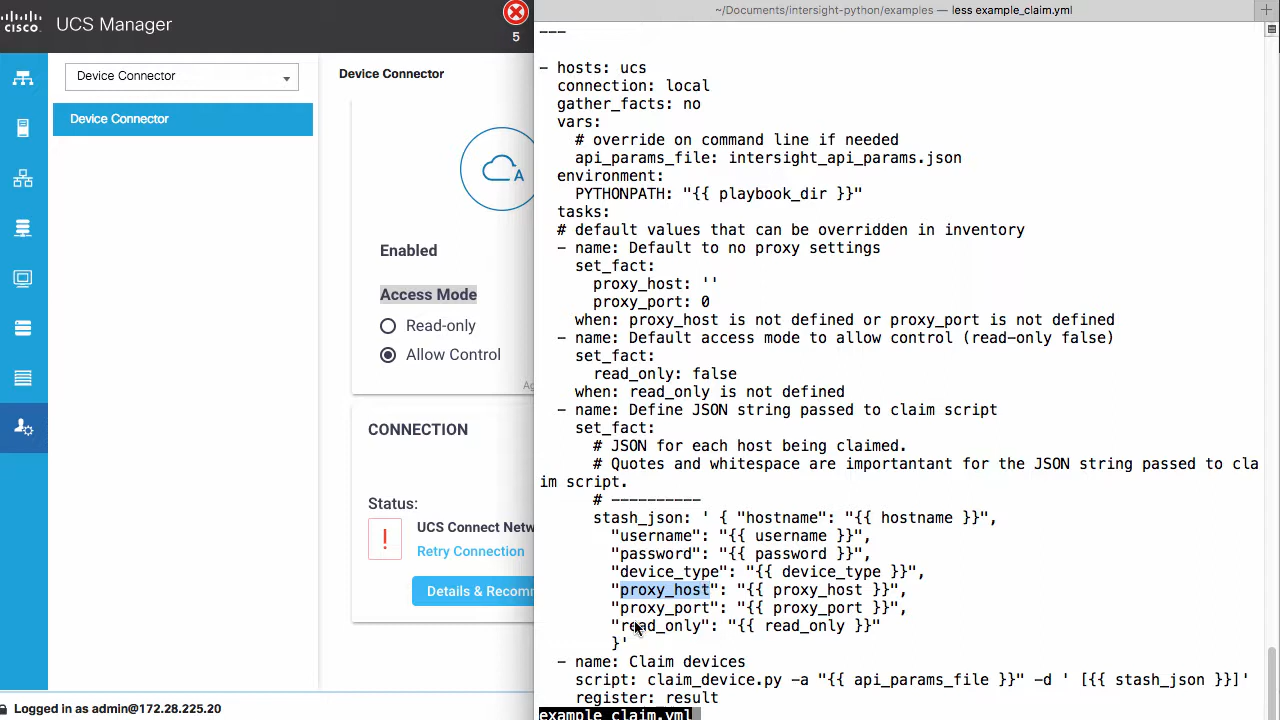 cisco
UCS Manager
5
Device Connector
Device Connector
Device Connector
A
Enabled
Access Mode
Read-only
Allow Control
CONNECTION
Status:
!
UCS Connect Netw
Retry Connection
Details & Recomm
Logged in as admin@172.28.225.20
~/Documents/intersight-python/examples — less example_claim.yml
---
- hosts: ucs
connection: local
gather_facts: no
vars:
# override on command line if needed
api_params_file: intersight_api_params.json
environment:
PYTHONPATH: "{{ playbook_dir }}"
tasks:
# default values that can be overridden in inventory
- name: Default to no proxy settings
set_fact:
proxy_host: ''
proxy_port: 0
when: proxy_host is not defined or proxy_port is not defined
- name: Default access mode to allow control (read-only false)
set_fact:
read_only: false
when: read_only is not defined
- name: Define JSON string passed to claim script
set_fact:
# JSON for each host being claimed.
# Quotes and whitespace are importantant for the JSON string passed to cla
im script.
# ----------
stash_json: ' { "hostname": "{{ hostname }}",
"username": "{{ username }}",
"password": "{{ password }}",
"device_type": "{{ device_type }}",
"proxy_host": "{{ proxy_host }}",
"proxy_port": "{{ proxy_port }}",
"read_only": "{{ read_only }}"
}'
- name: Claim devices
script: claim_device.py -a "{{ api_params_file }}" -d ' [{{ stash_json }}]'
register: result
example_claim.yml